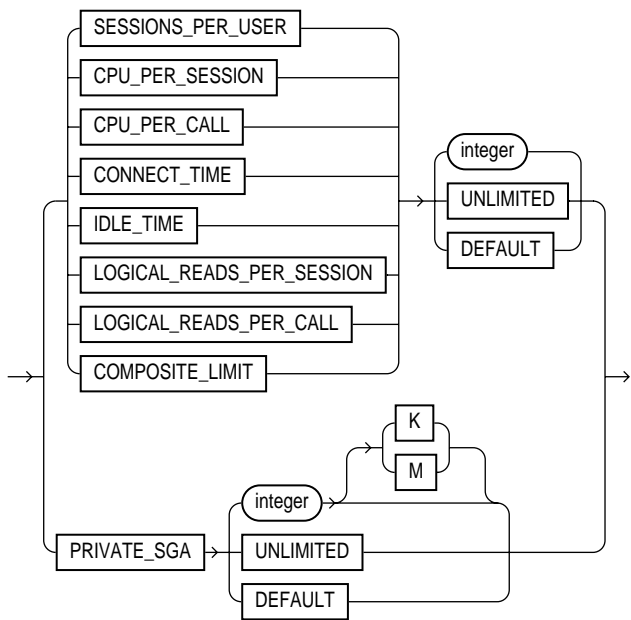 SESSIONS_PER_USER
CPU_PER_SESSION
CPU_PER_CALL
CONNECT_TIME
IDLE_TIME
LOGICAL_READS_PER_SESSION
LOGICAL_READS_PER_CALL
COMPOSITE_LIMIT
integer
UNLIMITED
DEFAULT
PRIVATE_SGA
integer
K
M
UNLIMITED
DEFAULT